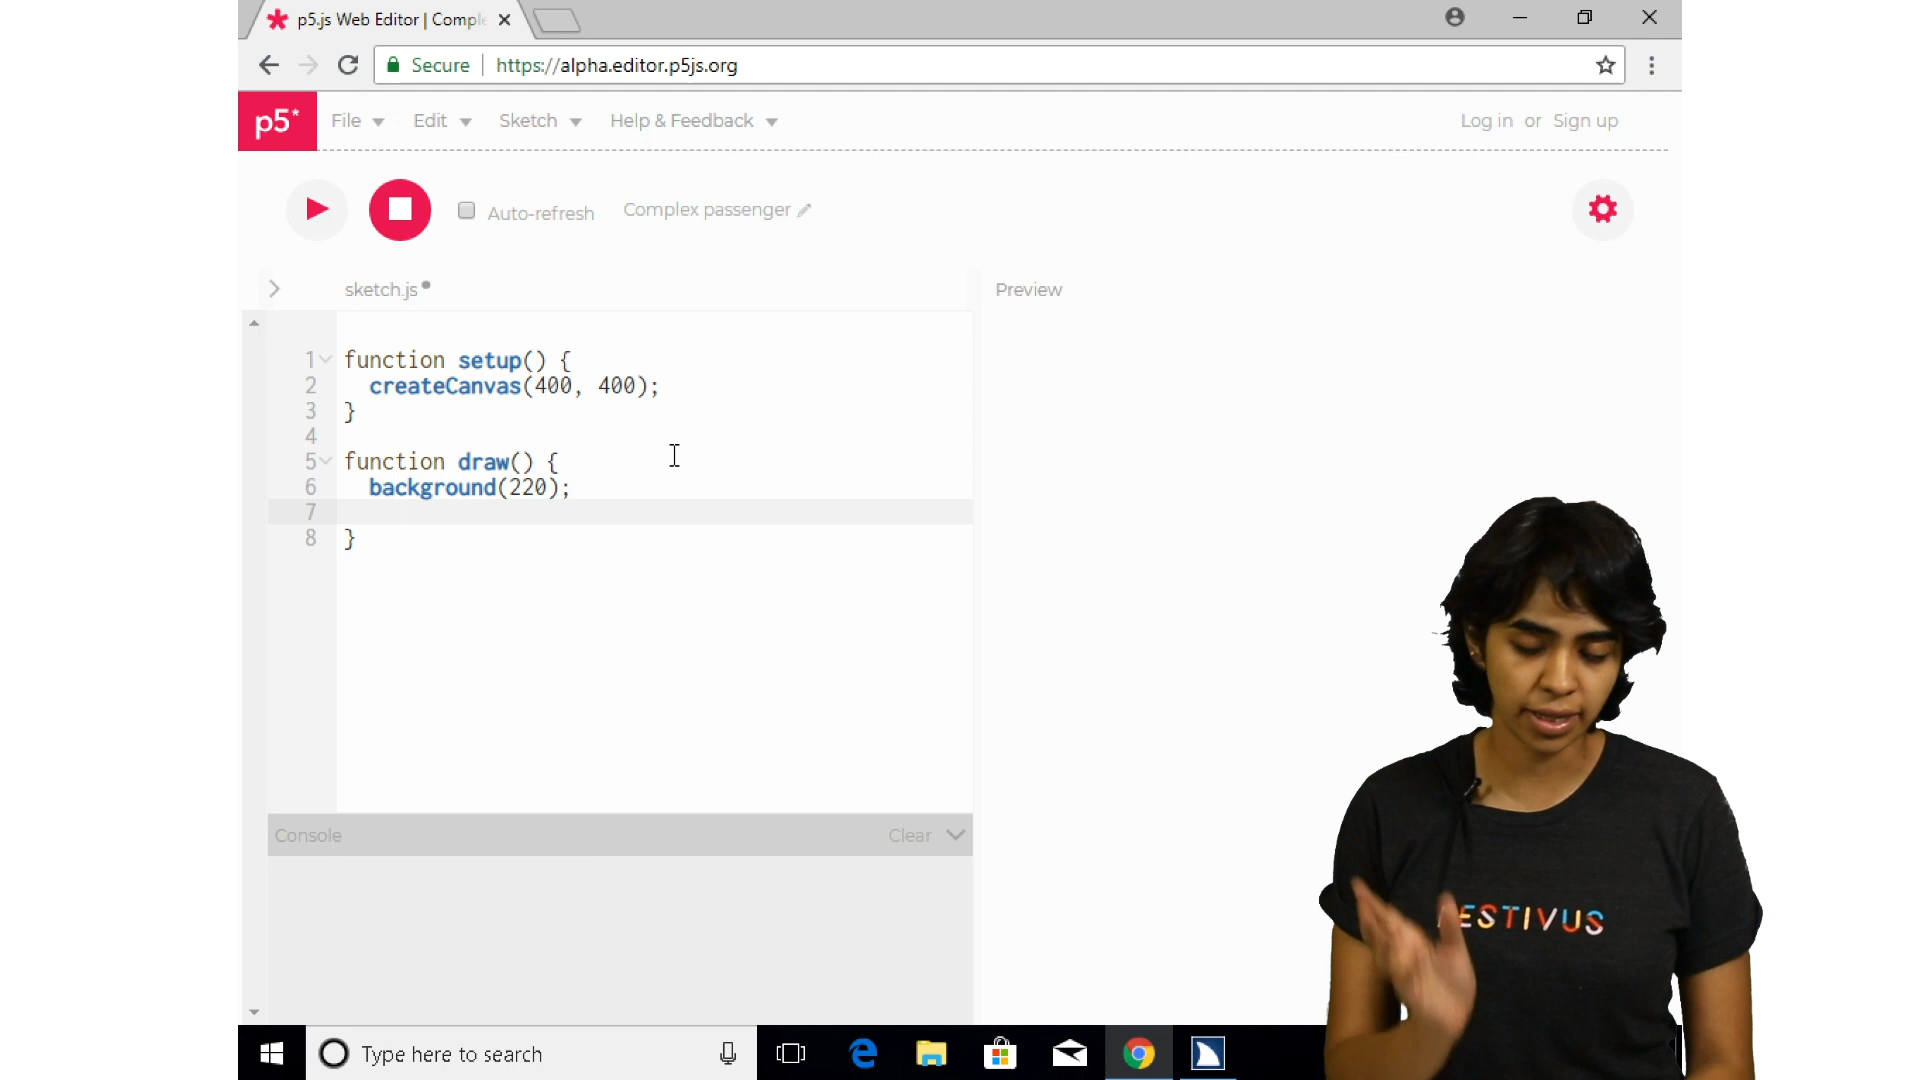 p5.js Web Editor | Compl
Secure https://alpha.editor.p5js.org
p5* File Edit Sketch Help & Feedback Log in or Sign up
Auto-refresh Complex passenger
sketch.js Preview
1 function setup() {
2 createCanvas(400, 400);
3 }
4
5 function draw() {
6 background(220);
7
8 }
Console Clear
ESTIVUS
Type here to search